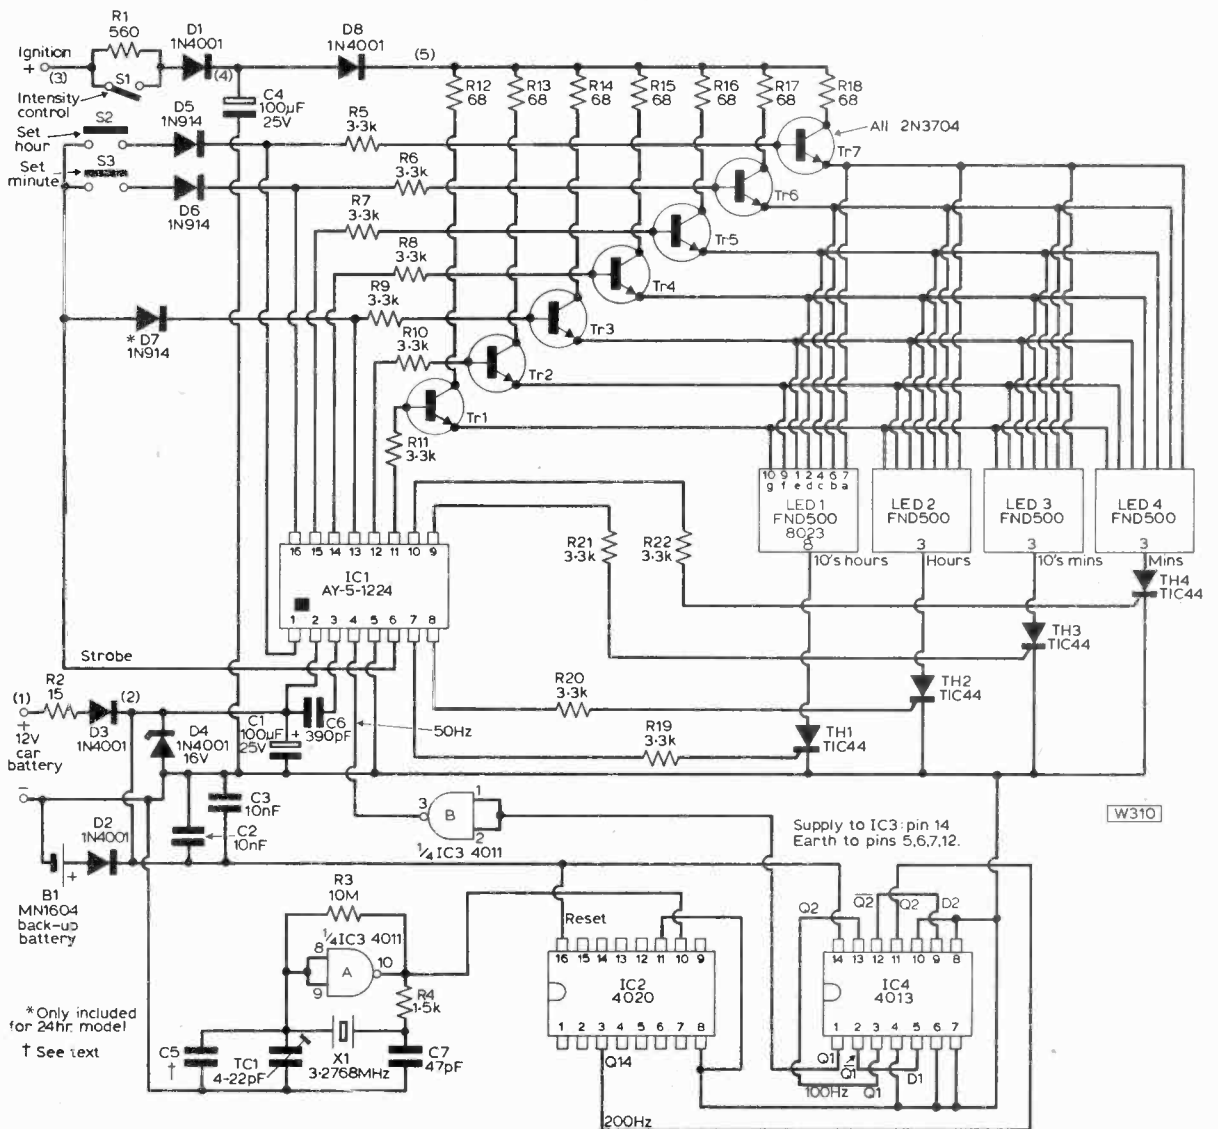 R1
560
D1
1N4001
D8
1N4001
Ignition
+
(3)
S1
(4)
(5)
Intensity
control
C4
100µF
25V
R12
68
R13
68
R14
68
R15
68
R16
68
R17
68
R18
68
Set
hour
S2
D5
1N914
R5
3·3k
All 2N3704
Tr7
Set
minute
S3
D6
1N914
R6
3·3k
Tr6
R7
3·3k
Tr5
R8
3·3k
Tr4
R9
3·3k
Tr3
* D7
1N914
R10
3·3k
Tr2
Tr1
R11
3·3k
10 9 1 2 4 6 7
g f e d c b a
LED 1
FND500
8023
8
10's hours
LED 2
FND500
3
Hours
LED 3
FND500
3
10's mins
LED 4
FND500
3
Mins
R21
3·3k
R22
3·3k
16 15 14 13 12 11 10 9
IC1
AY-5-1224
1 2 3 4 5 6 7 8
TH4
TIC44
TH3
TIC44
TH2
TIC44
TH1
TIC44
Strobe
R20
3·3k
R19
3·3k
(1)
+
12V
car
battery
R2
15
D3
1N4001
(2)
D4
1N4001
16V
C1
100µF
25V
+
C6
390pF
50Hz
−
C3
10nF
C2
10nF
D2
1N4001
B1
MN1604
back-up
battery
+
3
B
1
2
¼ IC3 4011
Supply to IC3: pin 14
Earth to pins 5,6,7,12.
W310
R3
10M
¼ IC3 4011
8
9
A
10
R4
1·5k
Reset
16 15 14 13 12 11 10 9
IC2
4020
1 2 3 4 5 6 7 8
Q14
200Hz
Q2
Q̅2̅
Q2
D2
14 13 12 11 10 9 8
IC4
4013
1 2 3 4 5 6 7
Q1
Q̅1̅
Q1
D1
100Hz
*Only included
for 24hr. model
† See text
C5
†
TC1
4-22pF
X1
3·2768MHz
C7
47pF